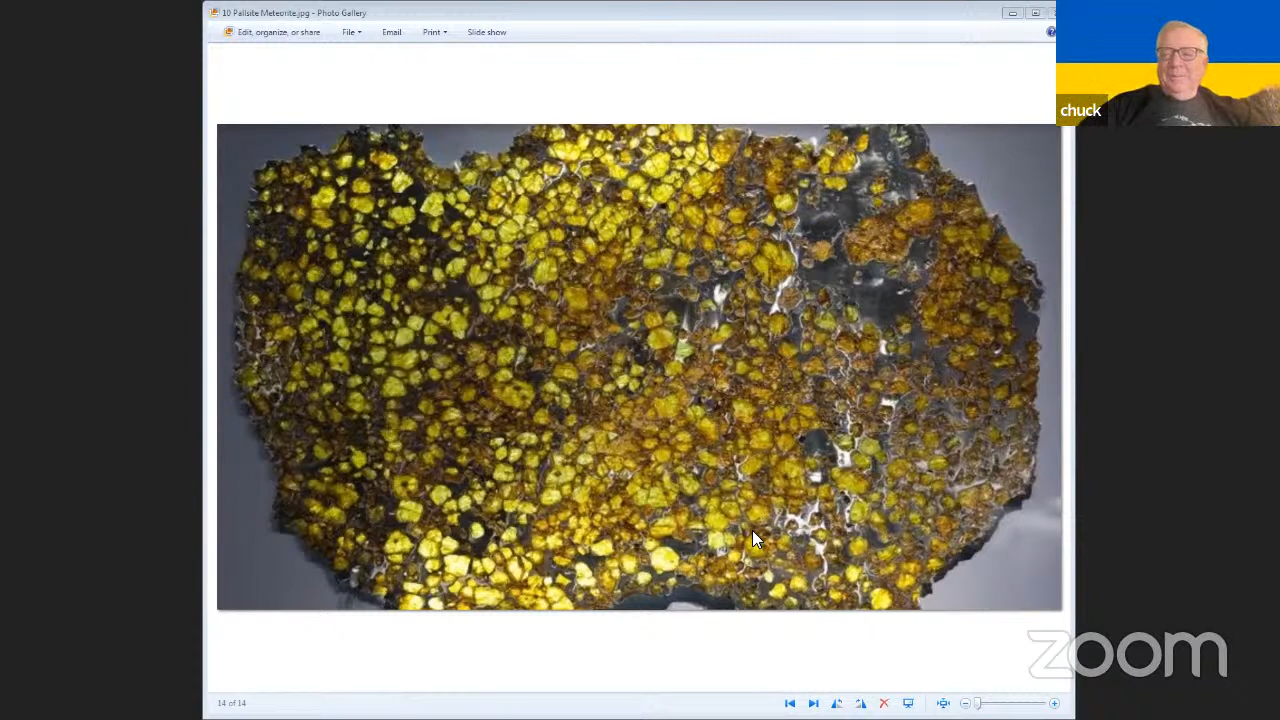 10 Pallsite Meteorite.jpg - Photo Gallery
Edit, organize, or share File Email Print Slide show
chuck
zoom
14 of 14